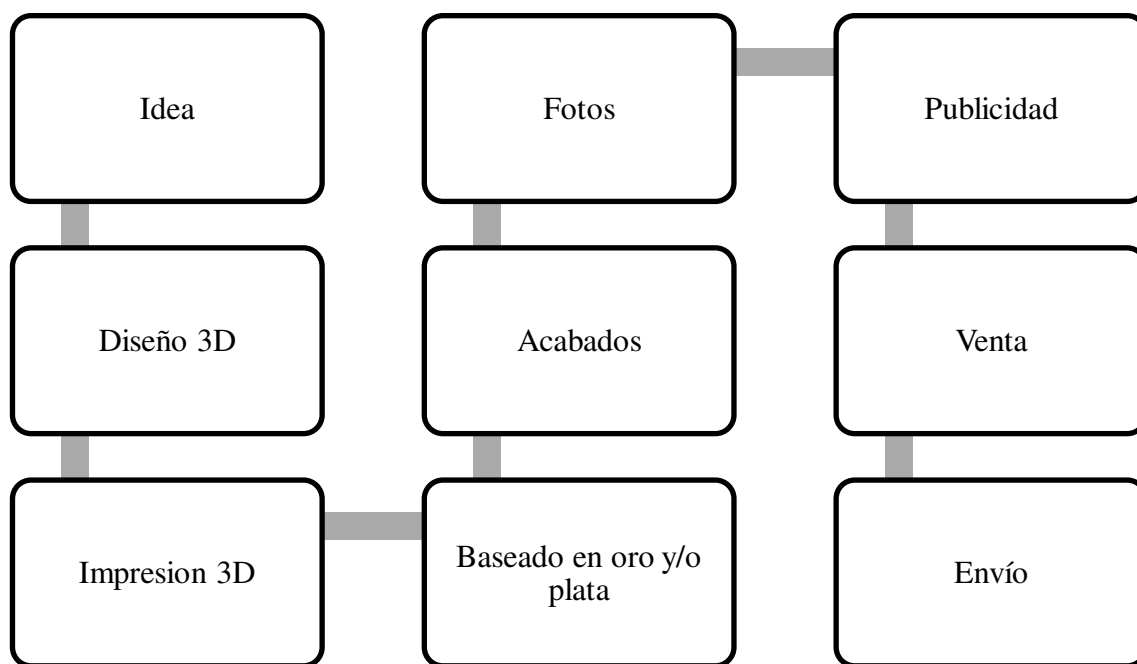 Idea
Diseño 3D
Impresion 3D
Baseado en oro y/o
plata
Acabados
Fotos
Publicidad
Venta
Envío